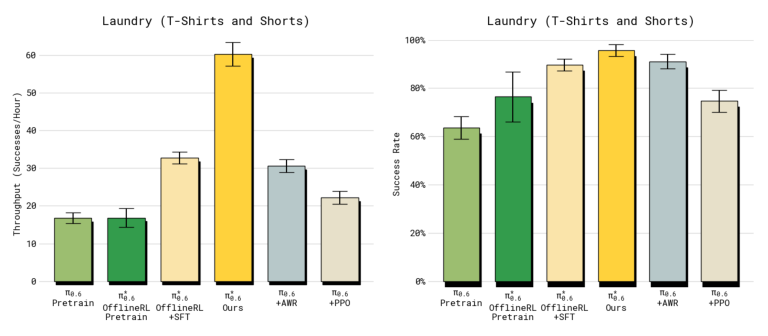 Laundry (T-Shirts and Shorts)
Throughput (Successes/Hour)
60
50
40
30
20
10
0
π0.6
Pretrain
π*0.6
OfflineRL
Pretrain
π*0.6
OfflineRL
+SFT
π*0.6
Ours
π0.6
+AWR
π0.6
+PPO
Laundry (T-Shirts and Shorts)
Success Rate
100%
80%
60%
40%
20%
0%
π0.6
Pretrain
π*0.6
OfflineRL
Pretrain
π*0.6
OfflineRL
+SFT
π*0.6
Ours
π0.6
+AWR
π0.6
+PPO